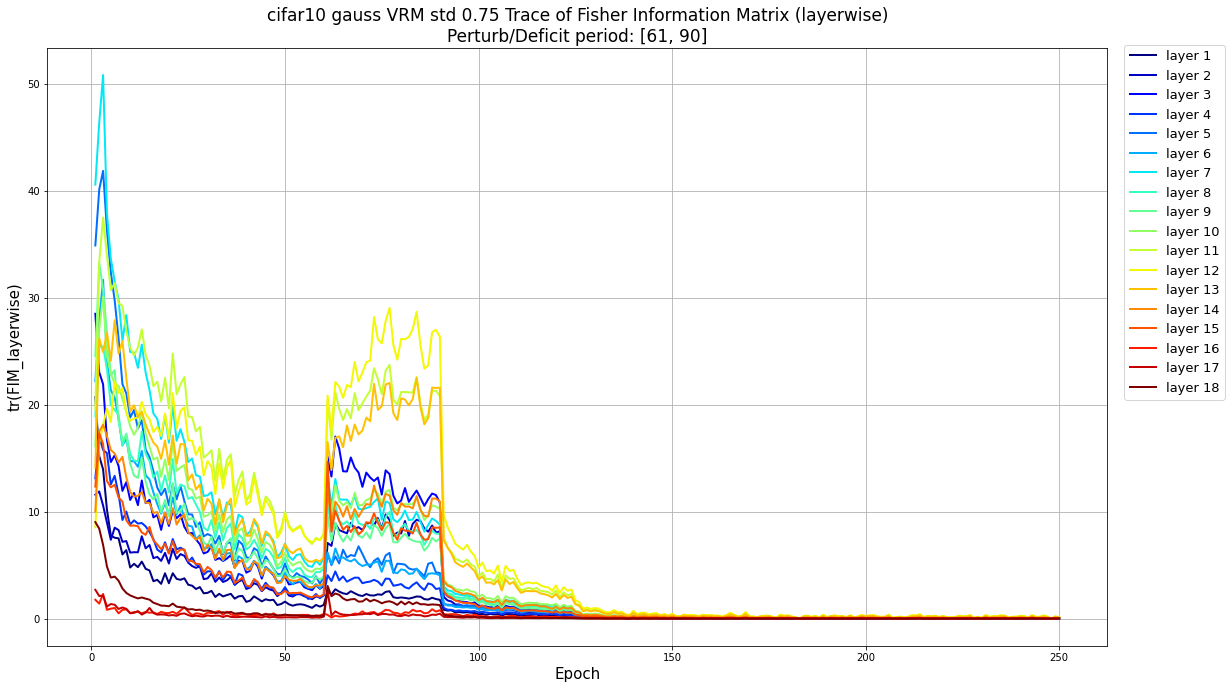 cifar10 gauss VRM std 0.75 Trace of Fisher Information Matrix (layerwise)
Perturb/Deficit period: [61, 90]
tr(FIM_layerwise)
50
40
30
20
10
0
0
50
100
150
200
250
Epoch
layer 1
layer 2
layer 3
layer 4
layer 5
layer 6
layer 7
layer 8
layer 9
layer 10
layer 11
layer 12
layer 13
layer 14
layer 15
layer 16
layer 17
layer 18